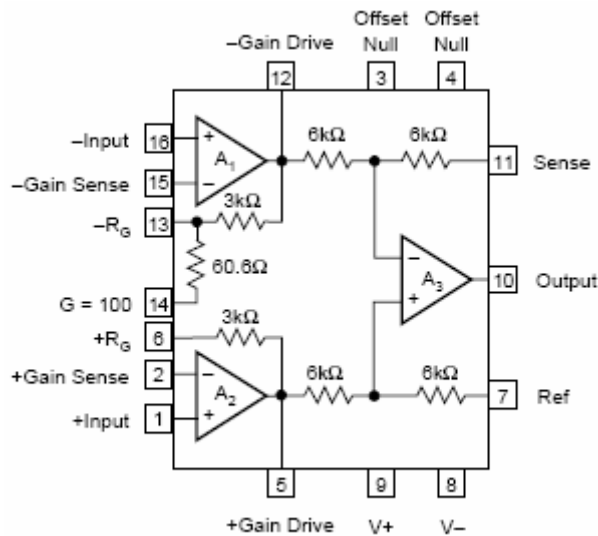 Offset Null
Offset Null
–Gain Drive
12
3
4
–Input
16
+
A1
–
–Gain Sense
15
6kΩ
6kΩ
11
Sense
–RG
13
3kΩ
60.6Ω
–
A3
+
10
Output
G = 100
14
+RG
6
3kΩ
+Gain Sense
2
–
A2
+
+Input
1
6kΩ
6kΩ
7
Ref
5
9
8
+Gain Drive
V+
V–